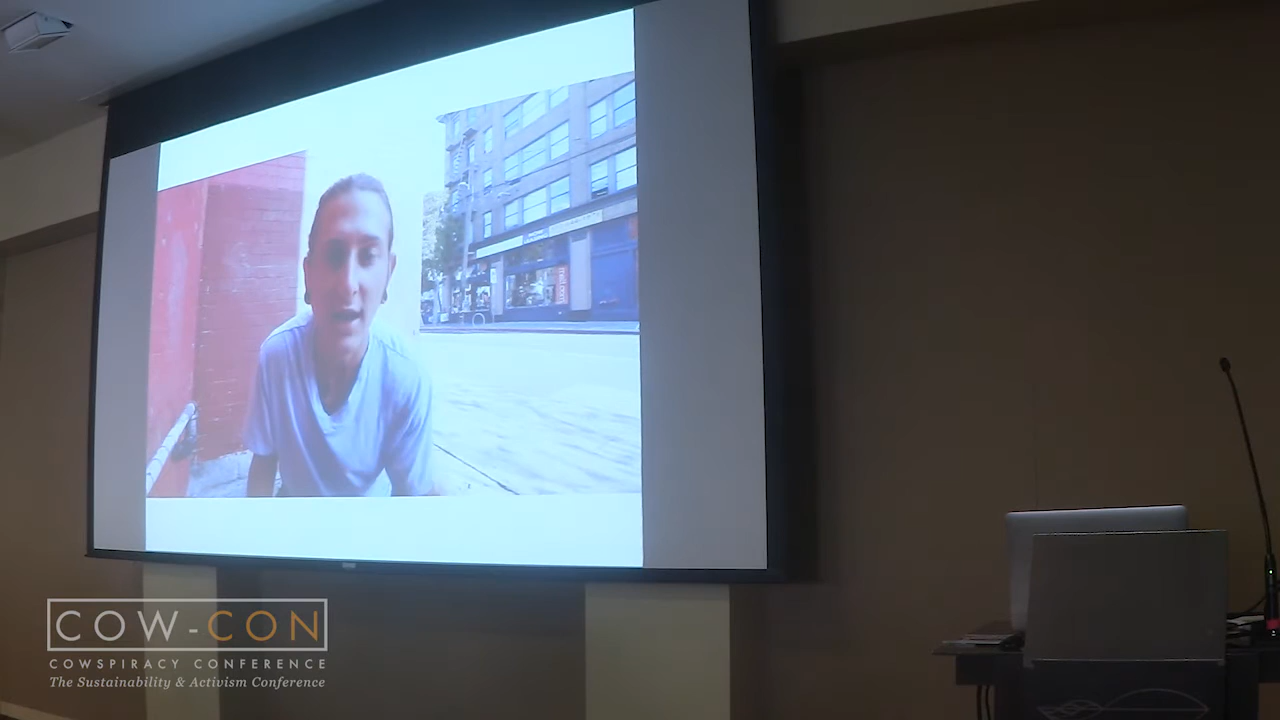 COW-CON
COWSPIRACY CONFERENCE
The Sustainability & Activism Conference